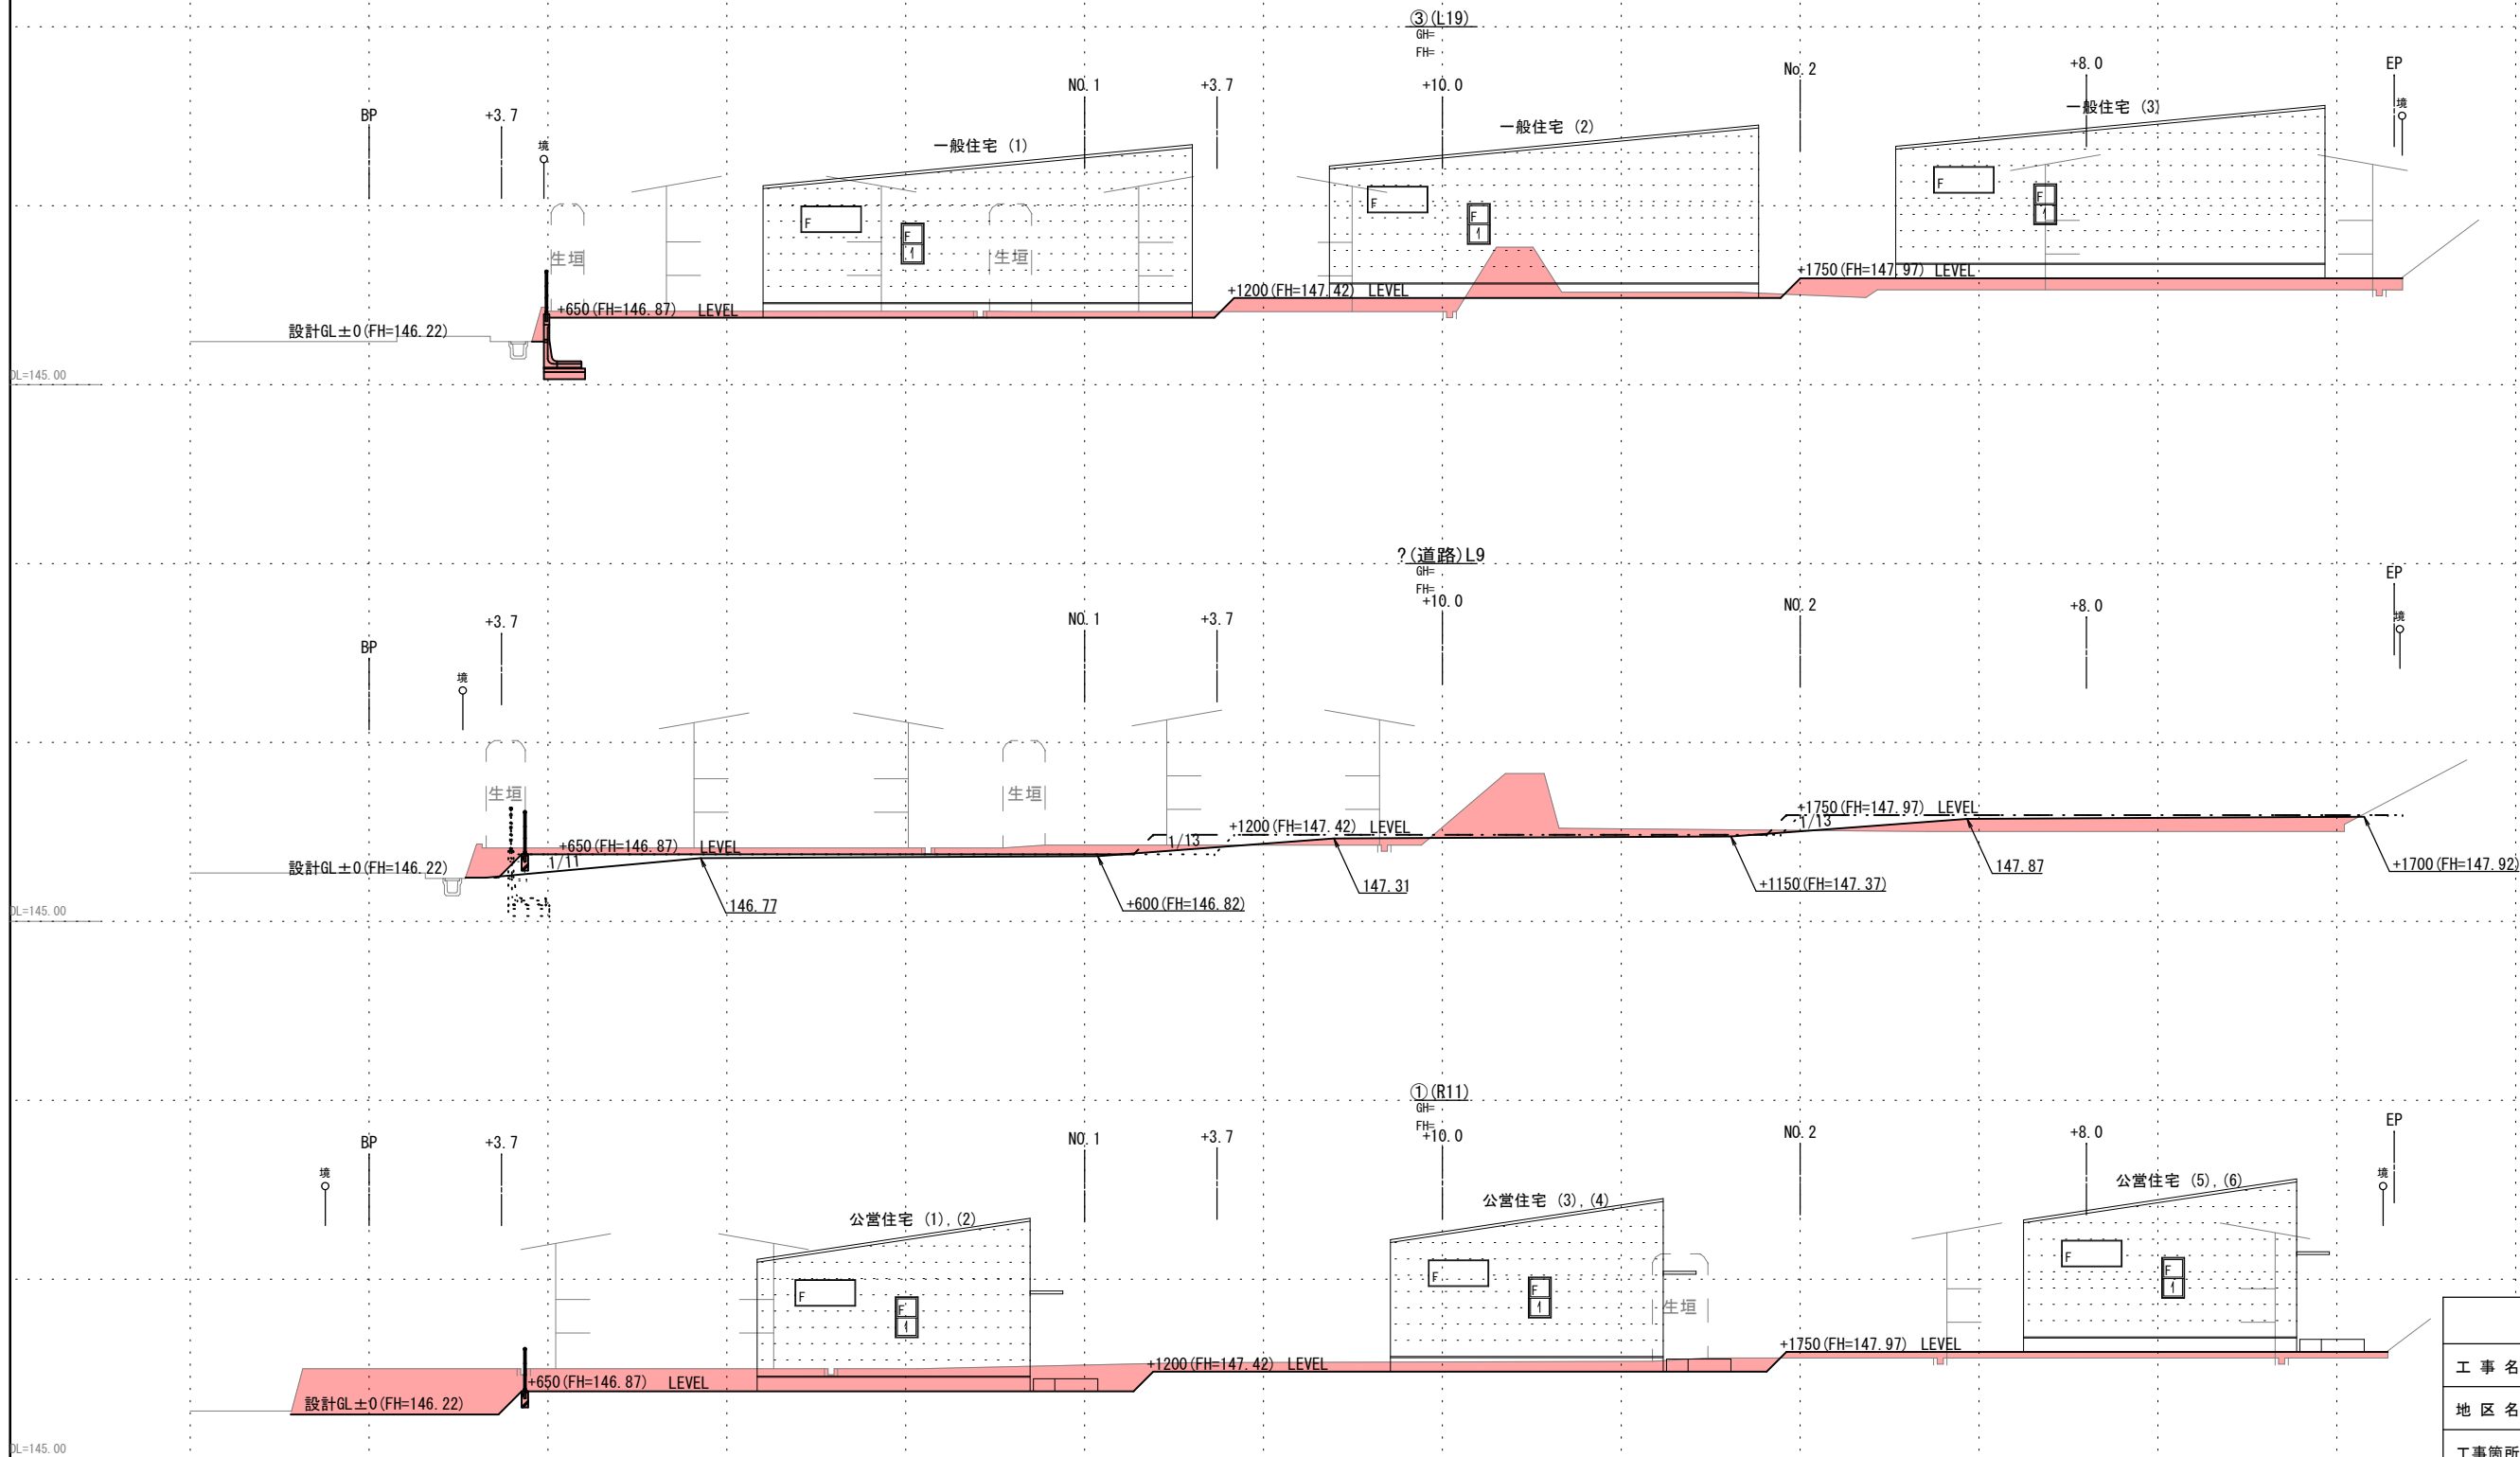 ③(L19)
GH=
FH=
BP
+3.7
境
NO.1
+3.7
+10.0
No.2
+8.0
EP
境
一般住宅 (1)
一般住宅 (2)
一般住宅 (3)
F
F
F
F
F
F
生垣
生垣
+650(FH=146.87) LEVEL
+1200(FH=147.42) LEVEL
+1750(FH=147.97) LEVEL
設計GL±0(FH=146.22)
DL=145.00
?(道路)L9
GH=
FH=
BP
境
+3.7
NO.1
+3.7
+10.0
NO.2
+8.0
EP
境
生垣
生垣
+650(FH=146.87) LEVEL
1/11
1/13
+1200(FH=147.42) LEVEL
+1750(FH=147.97) LEVEL
1/13
設計GL±0(FH=146.22)
146.77
+600(FH=146.82)
147.31
+1150(FH=147.37)
147.87
+1700(FH=147.92)
DL=145.00
①(R11)
GH=
FH=
境
BP
+3.7
NO.1
+3.7
+10.0
NO.2
+8.0
EP
境
公営住宅 (1),(2)
公営住宅 (3),(4)
公営住宅 (5),(6)
F
F
F
F
F
F
生垣
+650(FH=146.87) LEVEL
+1200(FH=147.42) LEVEL
+1750(FH=147.97) LEVEL
設計GL±0(FH=146.22)
DL=145.00
工 事 名
地 区 名
工事箇所